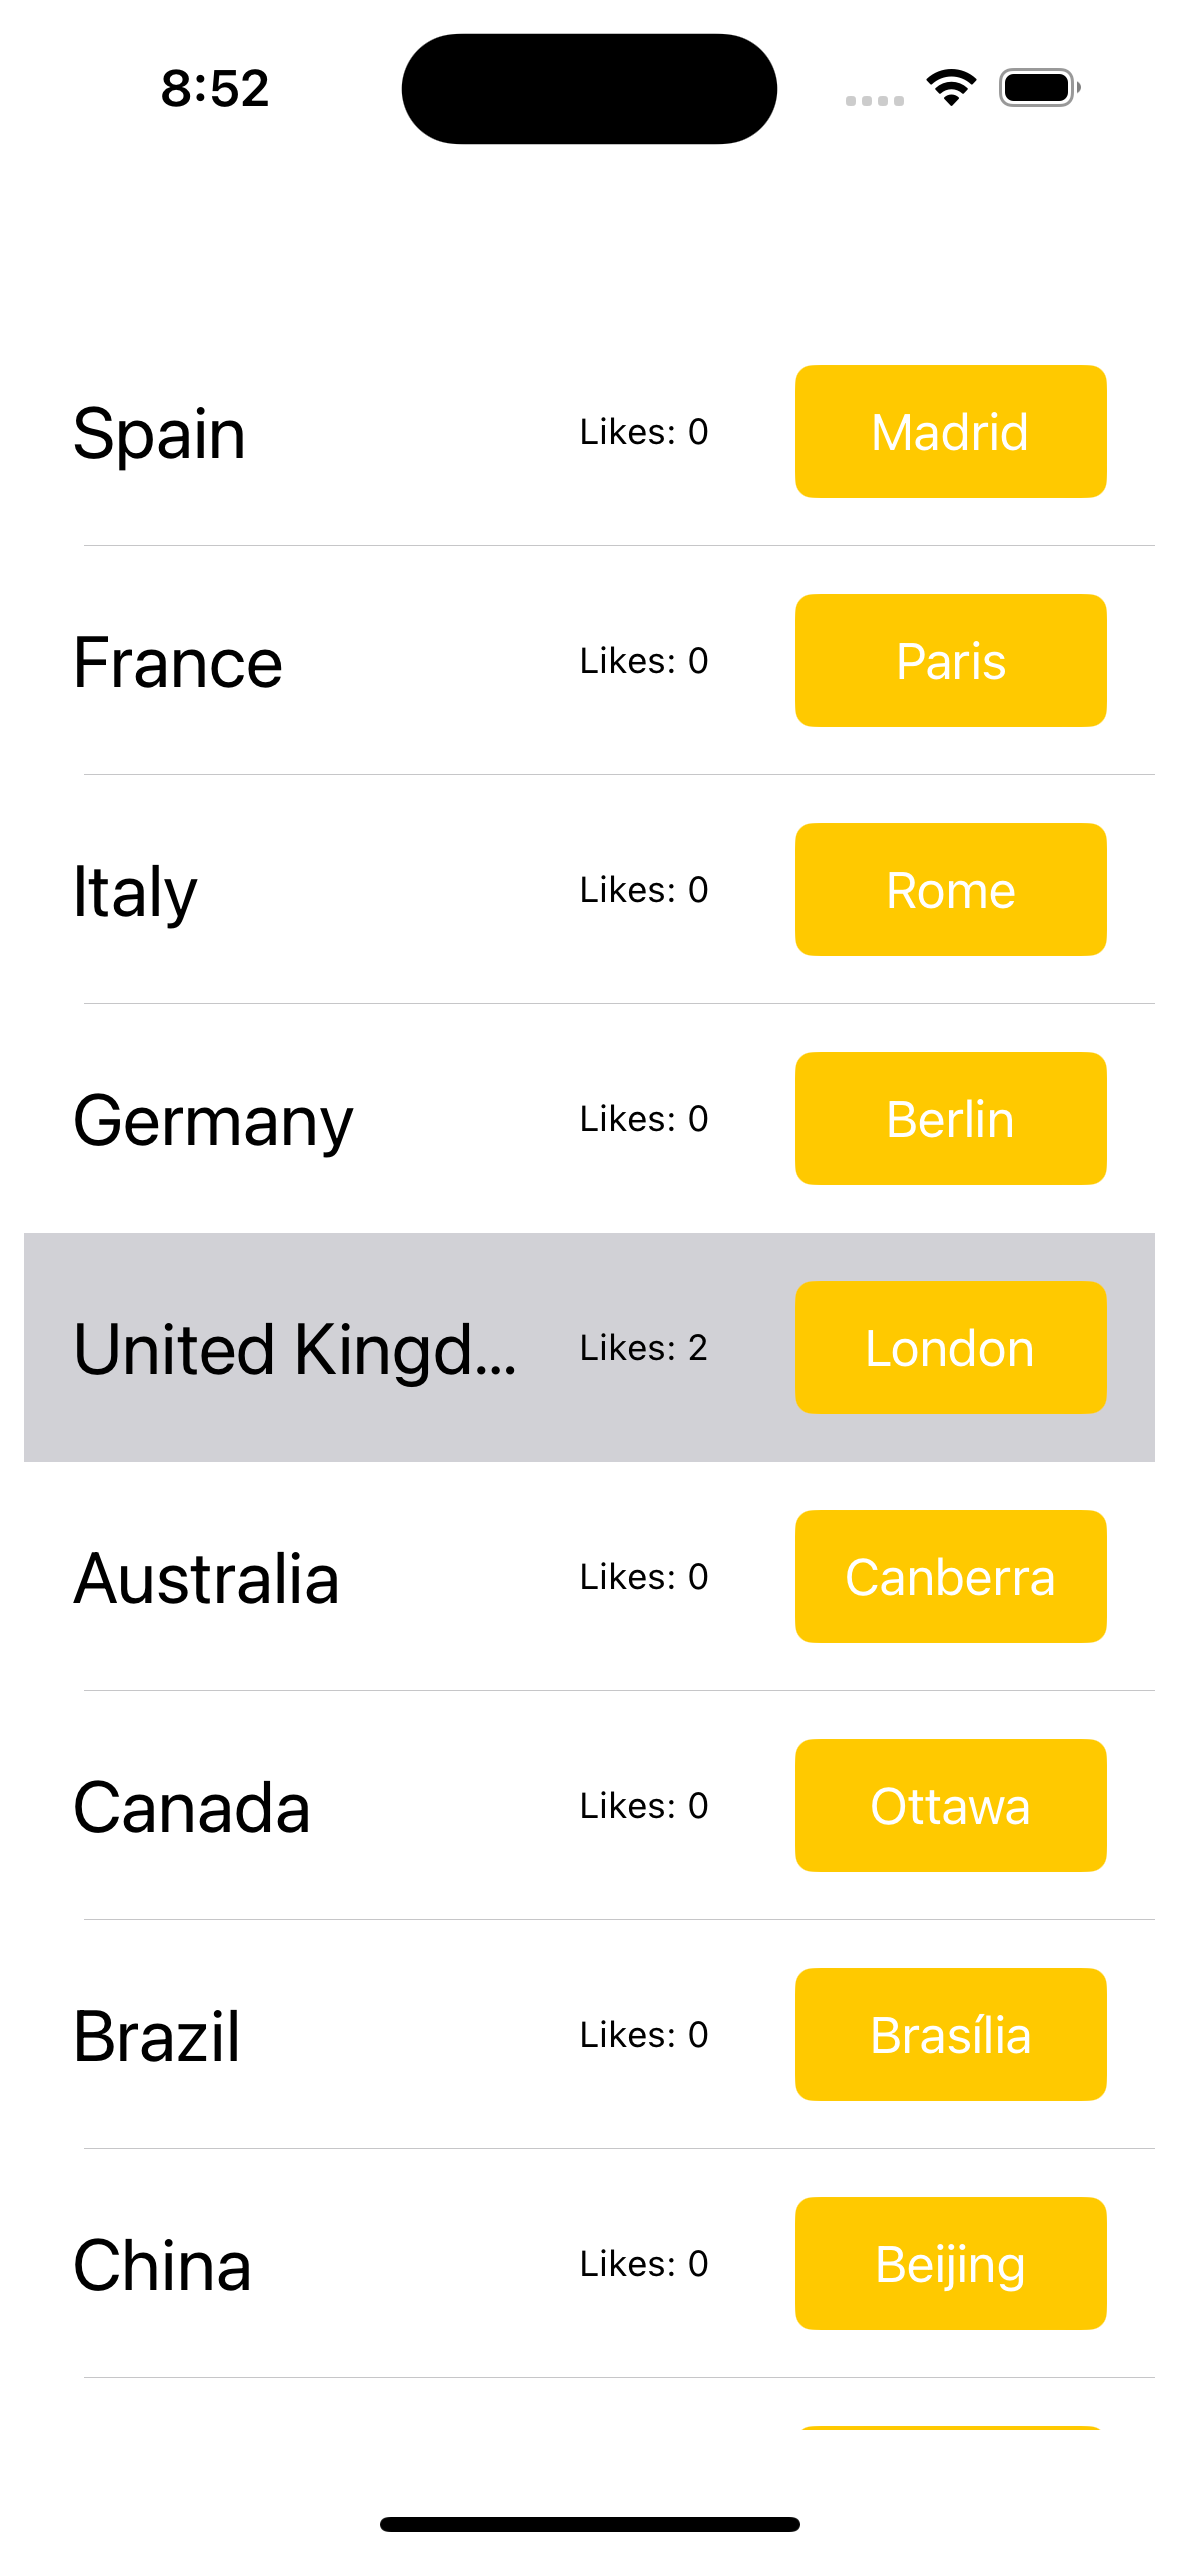 8:52
Spain Likes: 0 Madrid
France Likes: 0 Paris
Italy Likes: 0 Rome
Germany Likes: 0 Berlin
United Kingd... Likes: 2 London
Australia Likes: 0 Canberra
Canada Likes: 0 Ottawa
Brazil Likes: 0 Brasília
China Likes: 0 Beijing